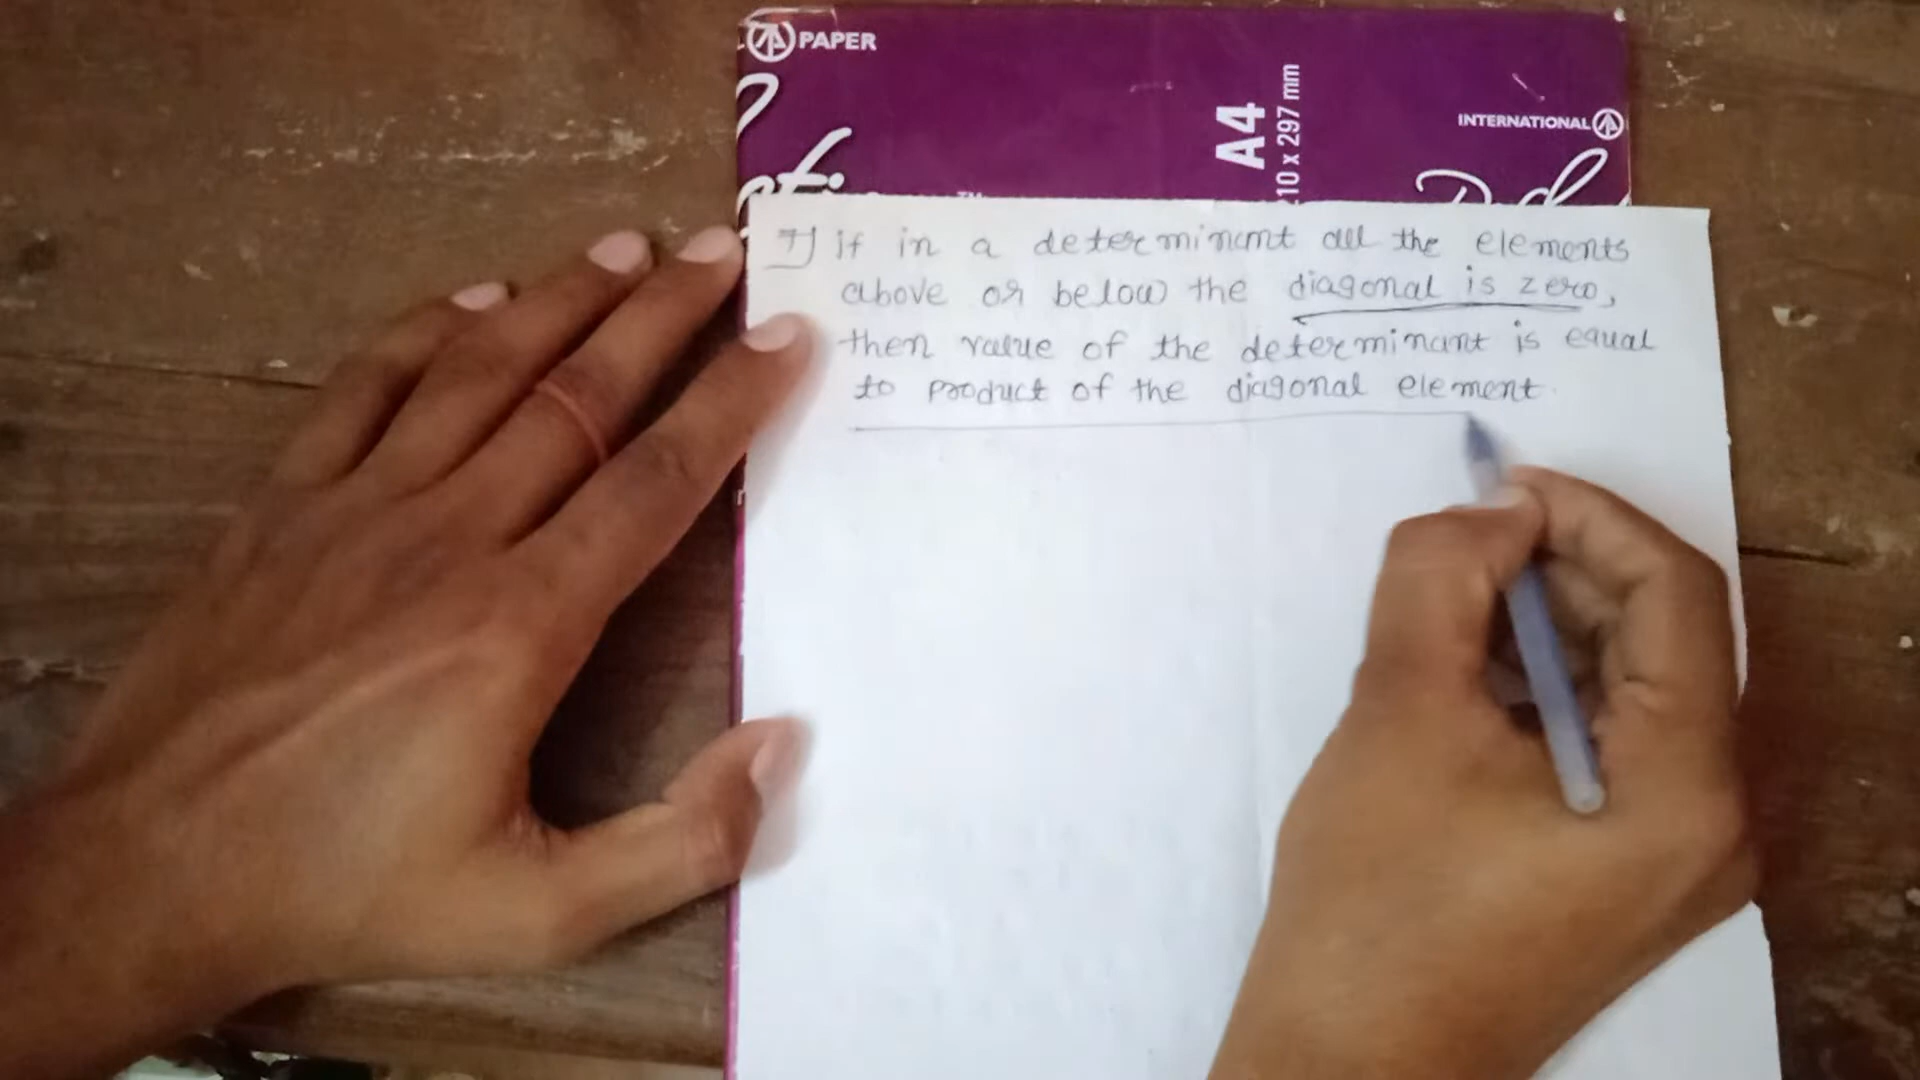 PAPER
A4
210 x 297 mm
INTERNATIONAL
7) if in a determinant all the elements
above or below the diagonal is zero,
then value of the determinant is equal
to product of the diagonal element.